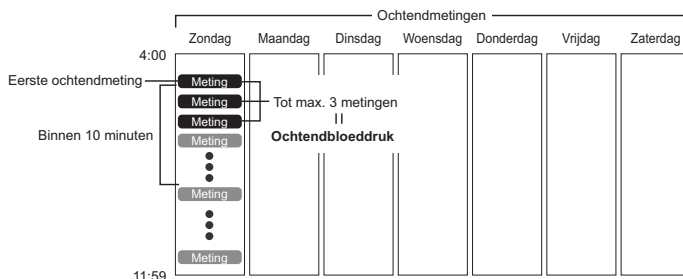 Ochtendmetingen
Zondag Maandag Dinsdag Woensdag Donderdag Vrijdag Zaterdag
4:00
Eerste ochtendmeting Meting
Meting Tot max. 3 metingen
Meting
Binnen 10 minuten Meting Ochtendbloeddruk
Meting
Meting
11:59